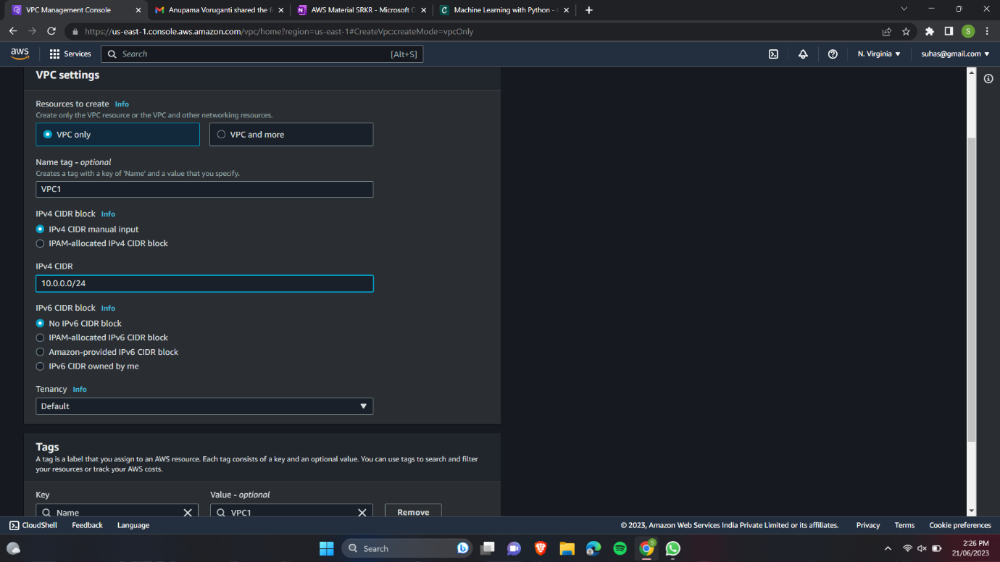 VPC Management Console
Anupama Voruganti shared the f
AWS Material SRKR - Microsoft C
Machine Learning with Python -
https://us-east-1.console.aws.amazon.com/vpc/home?region=us-east-1#CreateVpc:createMode=vpcOnly
S
aws
Services
Search
[Alt+S]
N. Virginia
suhas@gmail.com
VPC settings
Resources to create Info
Create only the VPC resource or the VPC and other networking resources.
VPC only
VPC and more
Name tag - optional
Creates a tag with a key of 'Name' and a value that you specify.
VPC1
IPv4 CIDR block Info
IPv4 CIDR manual input
IPAM-allocated IPv4 CIDR block
IPv4 CIDR
10.0.0.0/24
IPv6 CIDR block Info
No IPv6 CIDR block
IPAM-allocated IPv6 CIDR block
Amazon-provided IPv6 CIDR block
IPv6 CIDR owned by me
Tenancy Info
Default
Tags
A tag is a label that you assign to an AWS resource. Each tag consists of a key and an optional value. You can use tags to search and filter
your resources or track your AWS costs.
Key
Value - optional
Name
VPC1
Remove
CloudShell
Feedback
Language
© 2023, Amazon Web Services India Private Limited or its affiliates.
Privacy
Terms
Cookie preferences
Search
2:26 PM
21/06/2023